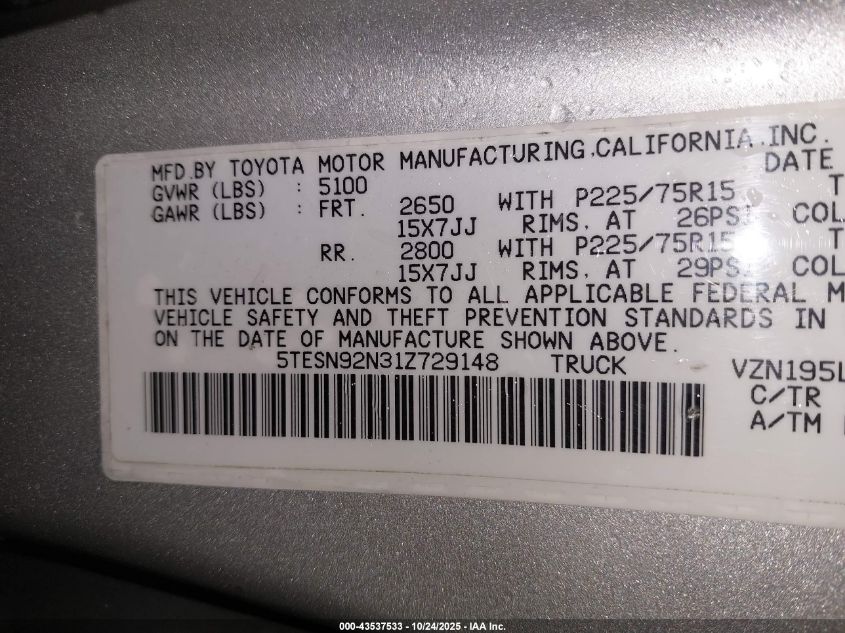 MFD.BY TOYOTA MOTOR MANUFACTURING,CALIFORNIA,INC.
DATE
GVWR (LBS) : 5100
GAWR (LBS) : FRT. 2650 WITH P225/75R15
15X7JJ RIMS, AT 26PSI COL
RR. 2800 WITH P225/75R15
15X7JJ RIMS, AT 29PSI COL
THIS VEHICLE CONFORMS TO ALL APPLICABLE FEDERAL M
VEHICLE SAFETY AND THEFT PREVENTION STANDARDS IN
ON THE DATE OF MANUFACTURE SHOWN ABOVE.
5TESN92N31Z729148 TRUCK VZN195L
C/TR
A/TM
000-43537533 - 10/24/2025 - IAA Inc.